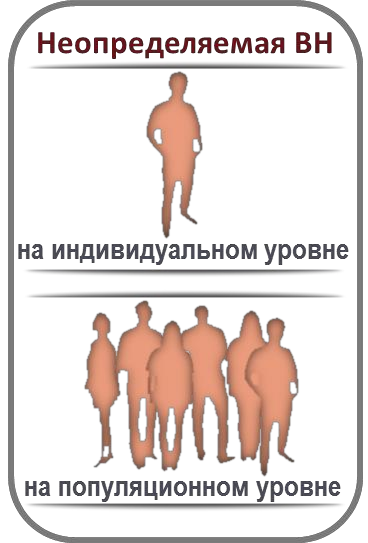 Неопределяемая ВН
на индивидуальном уровне
на популяционном уровне